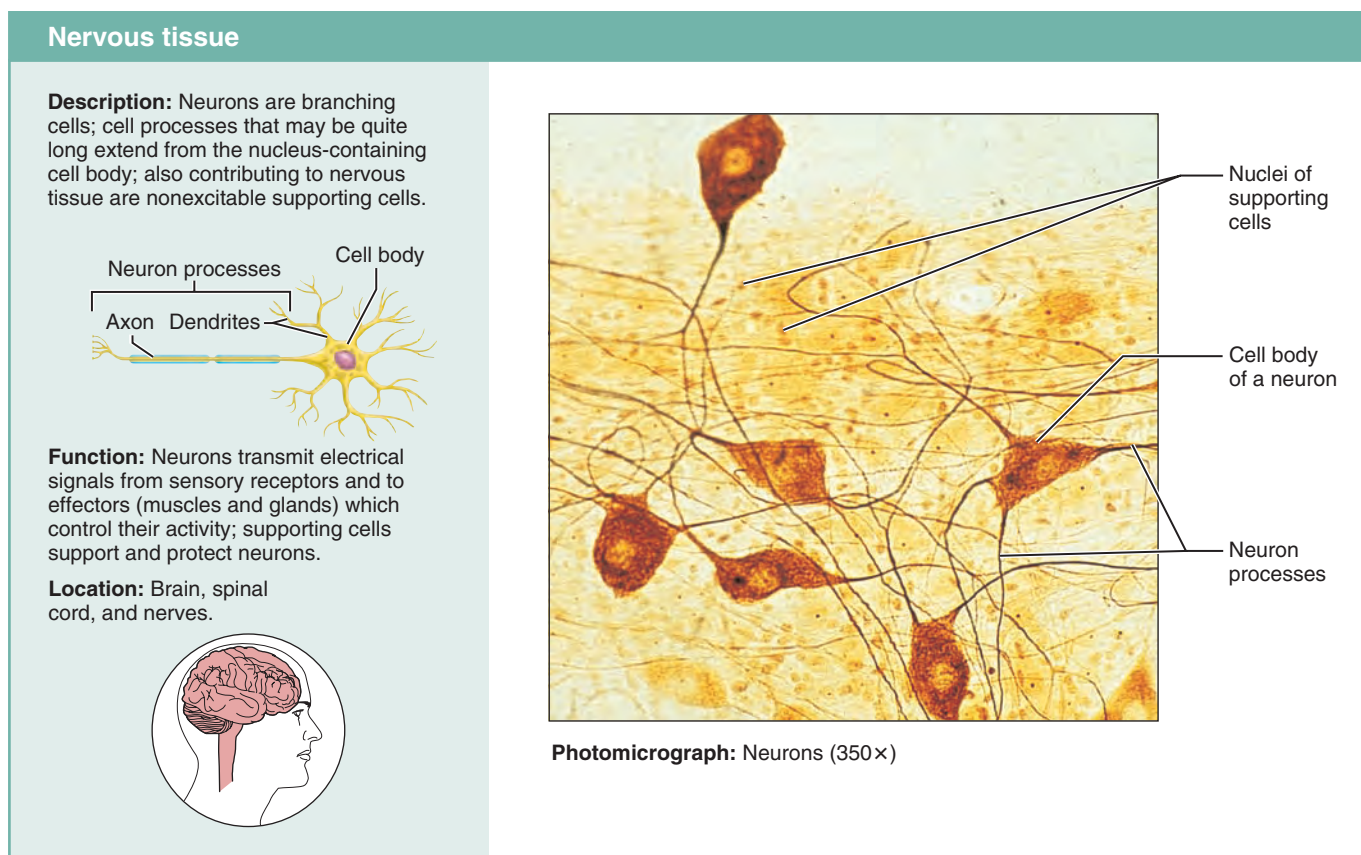 Nervous tissue
Description: Neurons are branching
cells; cell processes that may be quite
long extend from the nucleus-containing
cell body; also contributing to nervous
tissue are nonexcitable supporting cells.
Neuron processes
Cell body
Axon
Dendrites
Function: Neurons transmit electrical
signals from sensory receptors and to
effectors (muscles and glands) which
control their activity; supporting cells
support and protect neurons.
Location: Brain, spinal
cord, and nerves.
Nuclei of
supporting
cells
Cell body
of a neuron
Neuron
processes
Photomicrograph: Neurons (350×)